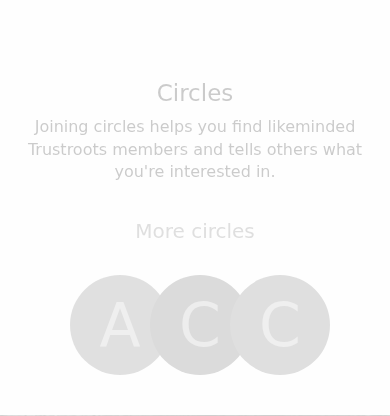 Circles
Joining circles helps you find likeminded
Trustroots members and tells others what
you're interested in.
More circles
A C C